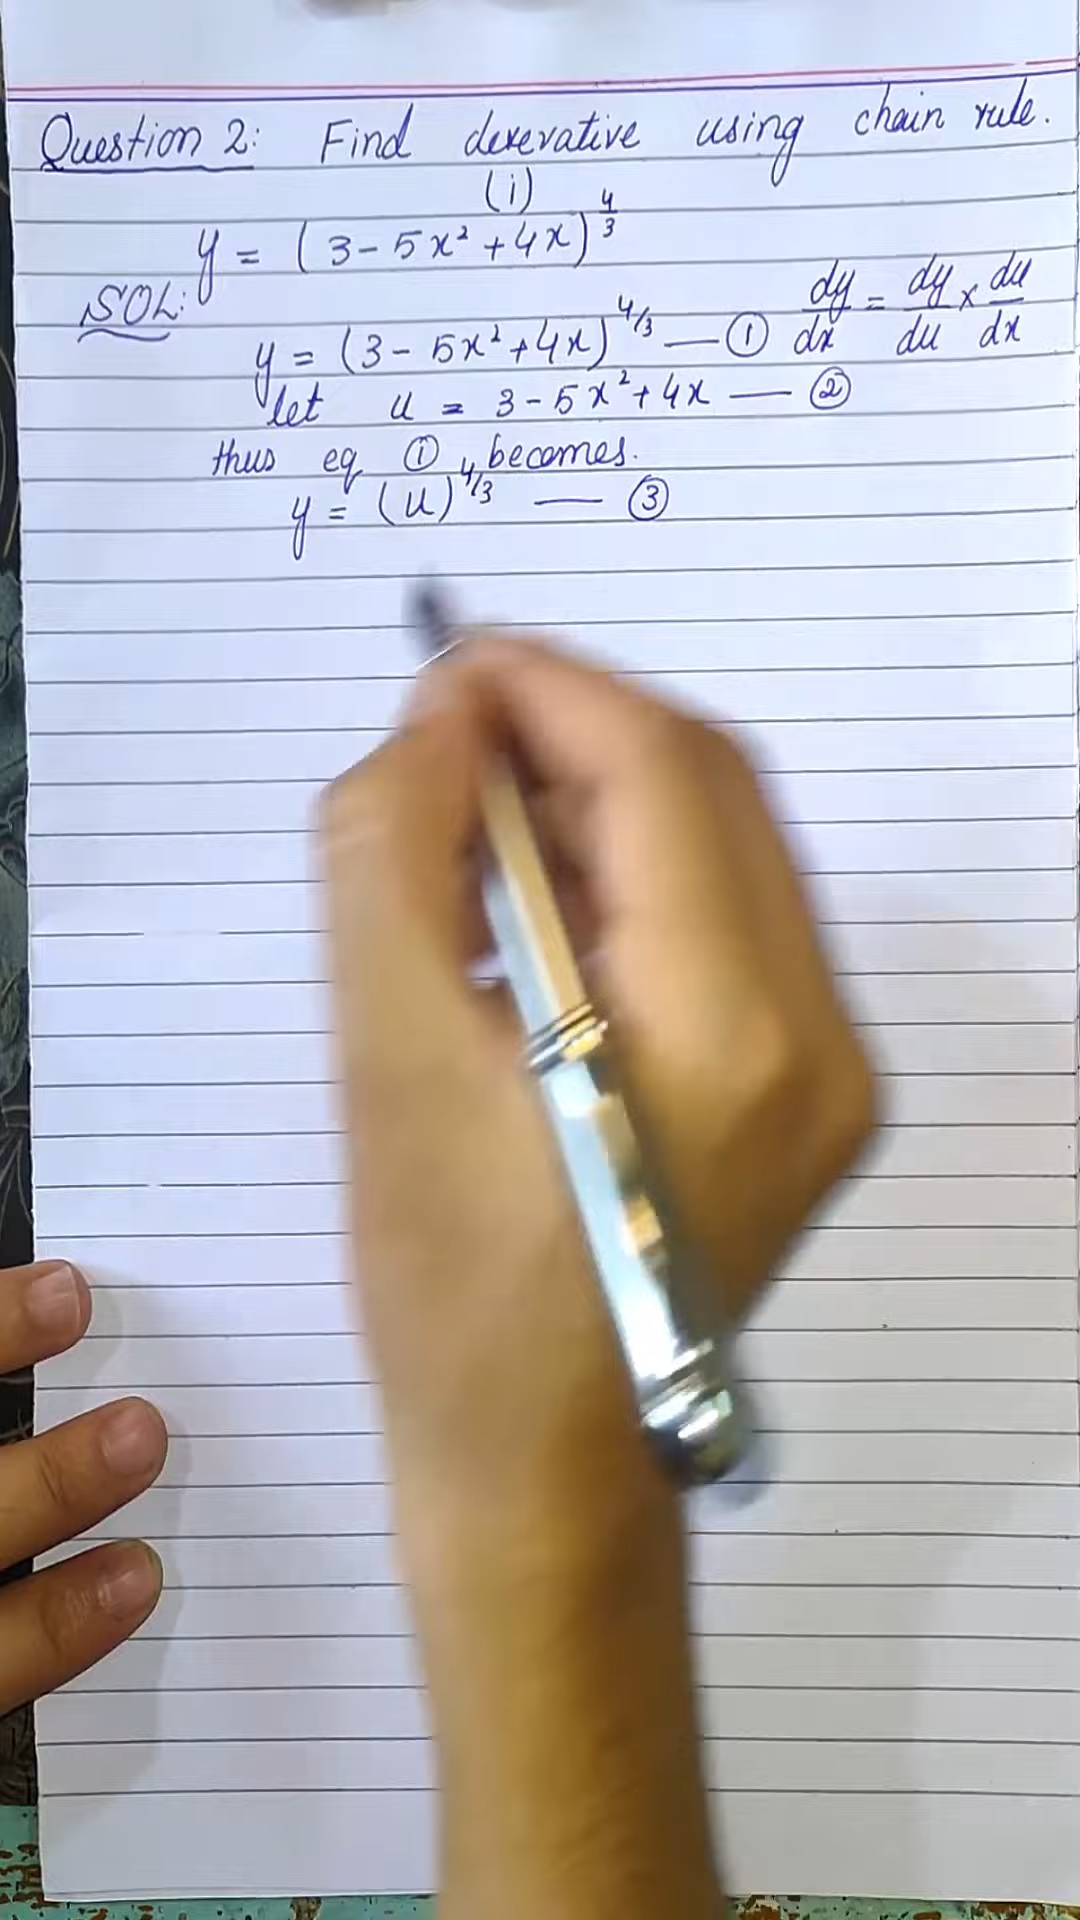 Question 2: Find derevative using chain rule.
(i)
y = (3 - 5x² + 4x)^4/3
SOL:
y = (3 - 5x² + 4x)^4/3 — ① dy/dx = dy/du × du/dx
let u = 3 - 5x² + 4x — ②
thus eq ① becomes.
y = (u)^4/3 — ③